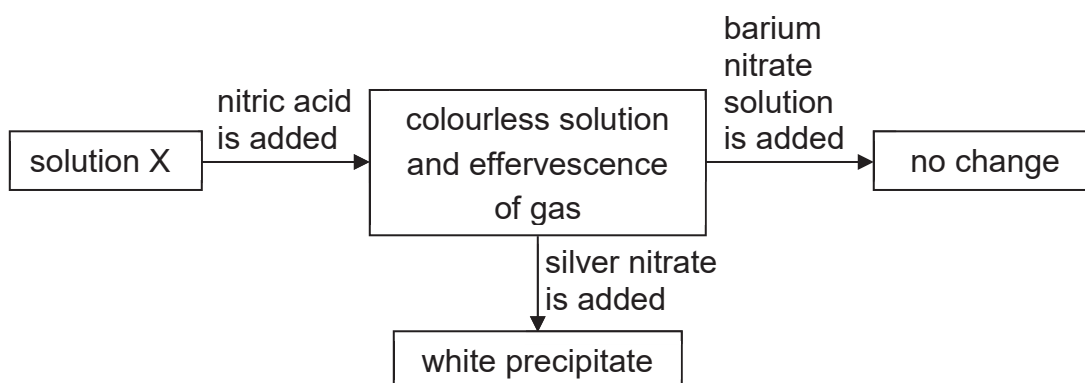 solution X
nitric acid
is added
colourless solution
and effervescence
of gas
barium
nitrate
solution
is added
no change
silver nitrate
is added
white precipitate